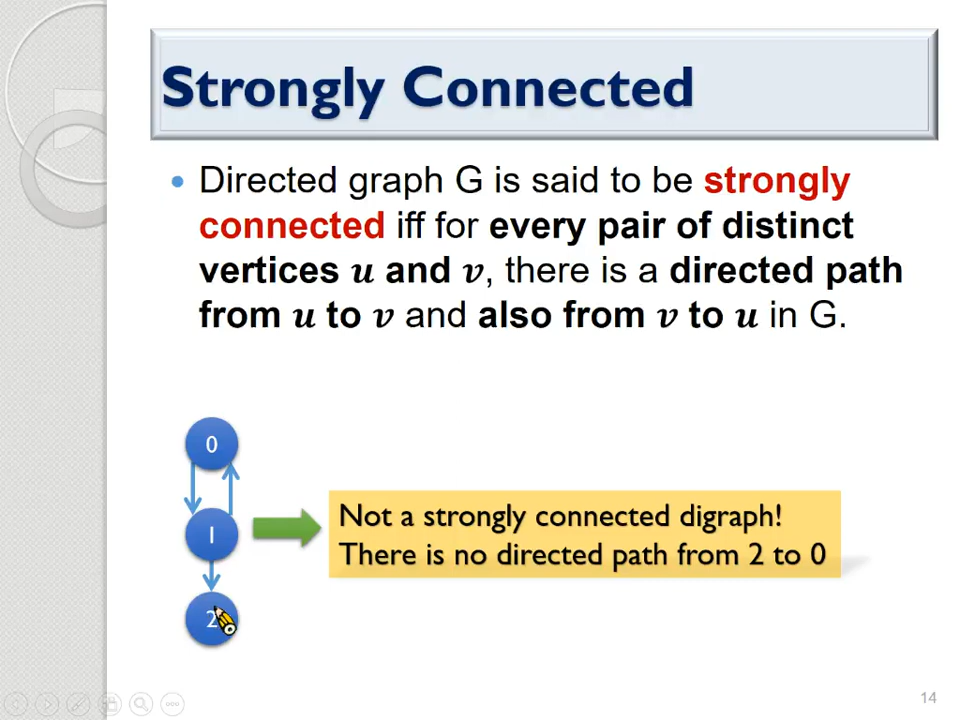 Strongly Connected
• Directed graph G is said to be strongly
connected iff for every pair of distinct
vertices u and v, there is a directed path
from u to v and also from v to u in G.
0
1
Not a strongly connected digraph!
There is no directed path from 2 to 0
2
14